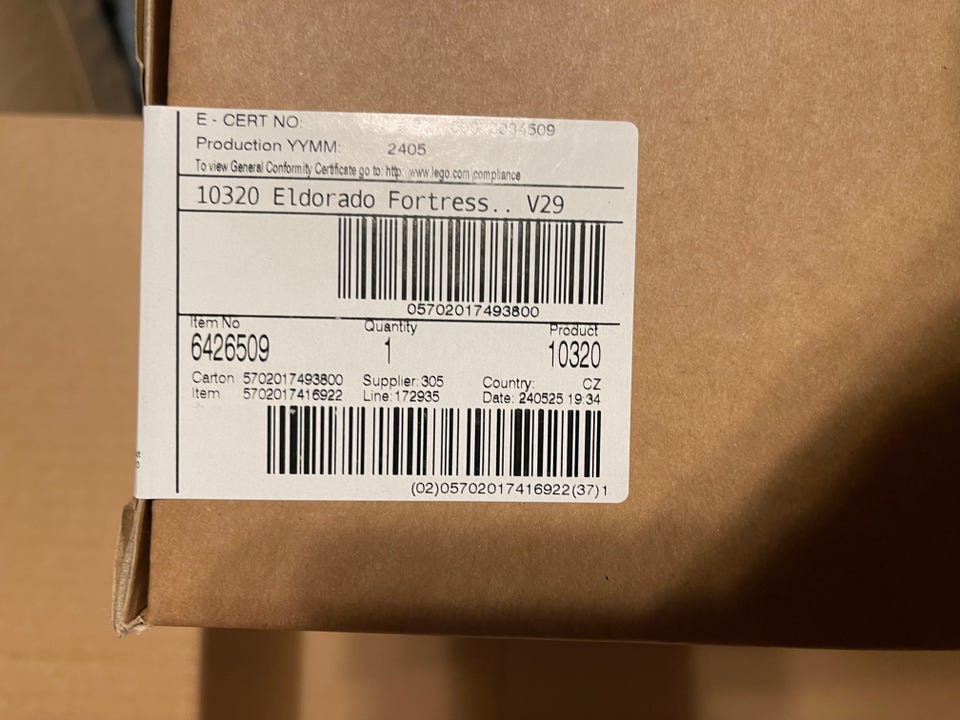 E - CERT NO: 034509
Production YYMM: 2405
To view General Conformity Certificate go to: http: www.lego.com compliance
10320 Eldorado Fortress.. V29
05702017493800
Item No Quantity Product
6426509 1 10320
Carton 5702017493800 Supplier: 305 Country: CZ
Item 5702017416922 Line: 172935 Date: 240525 19:34
(02)05702017416922(37)1